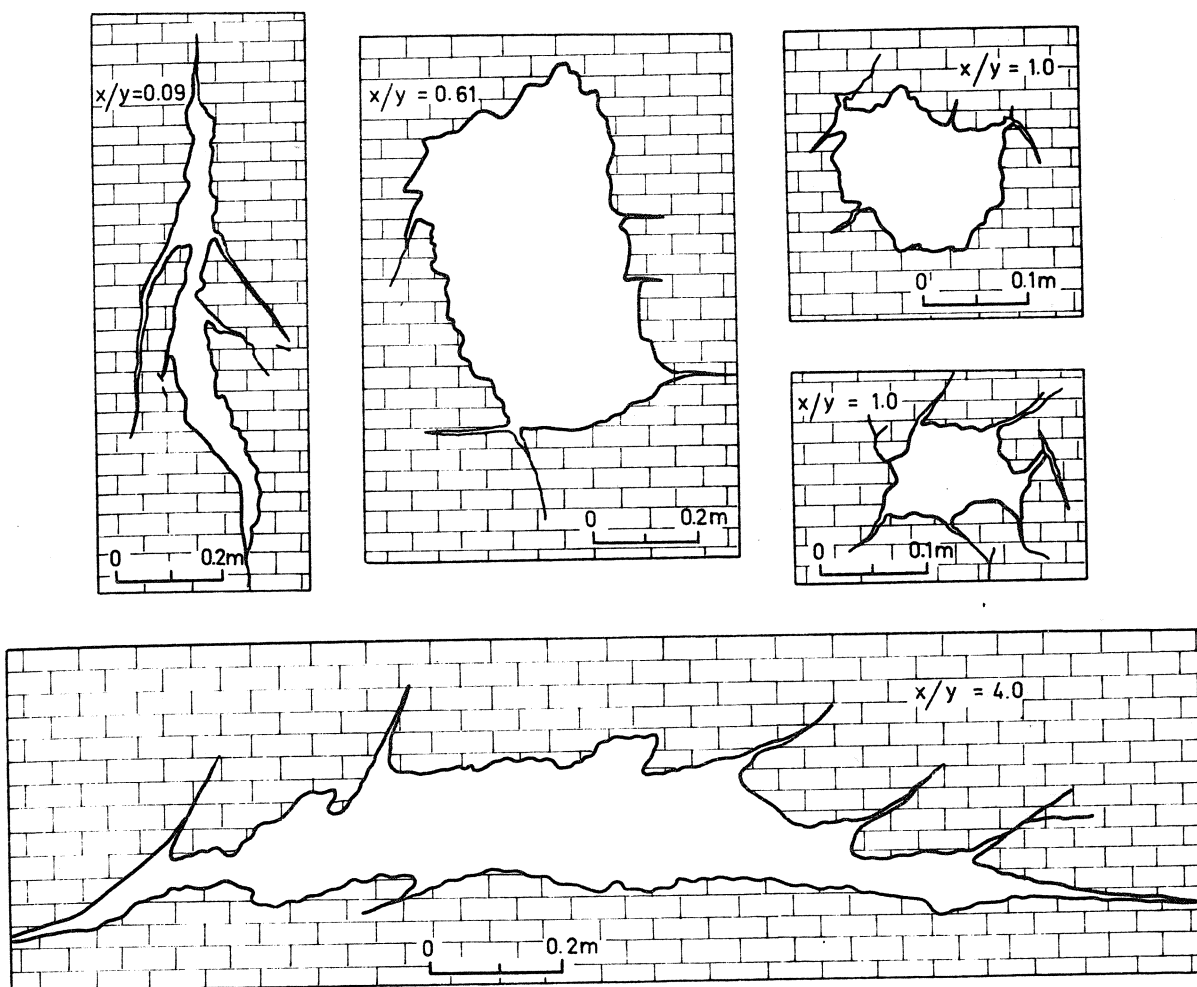 x/y=0.09
0 0.2m
x/y = 0.61
0 0.2m
x/y = 1.0
0 0.1m
x/y = 1.0
0 0.1m
x/y = 4.0
0 0.2m